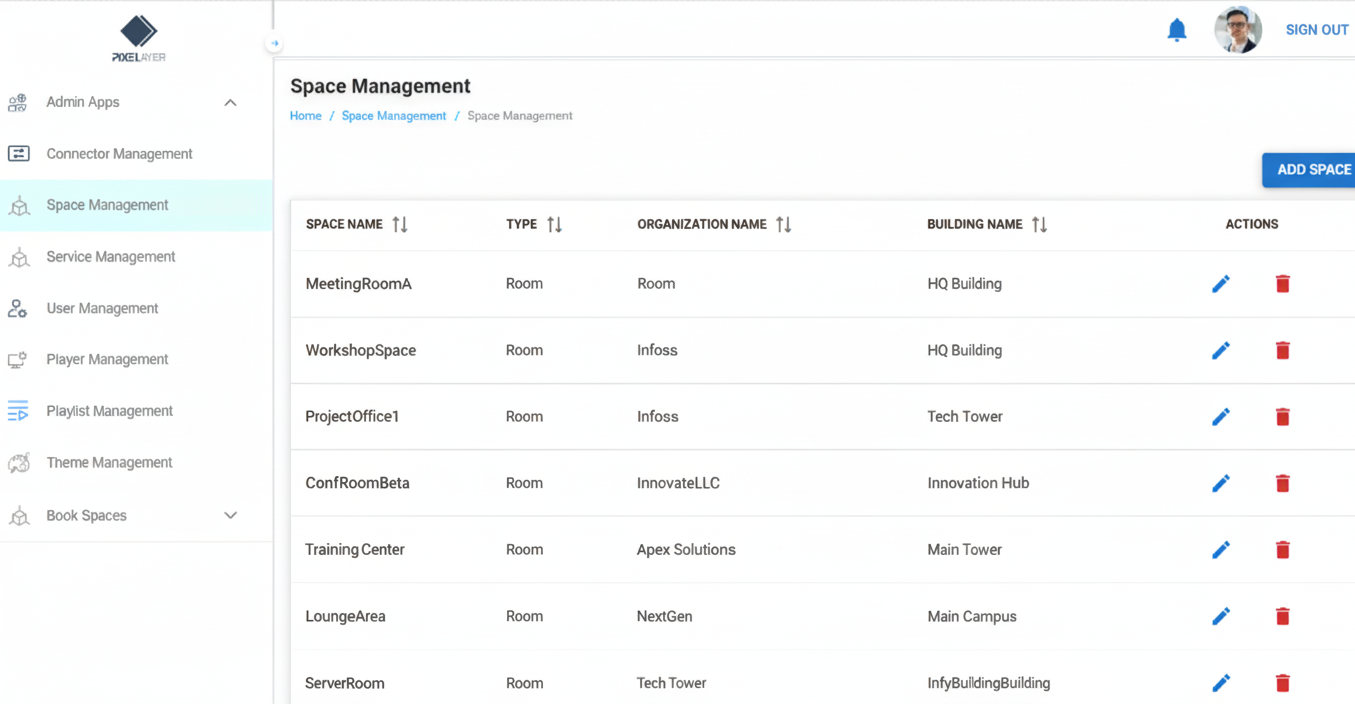 PIXELAYER
SIGN OUT
Admin Apps
Connector Management
Space Management
Service Management
User Management
Player Management
Playlist Management
Theme Management
Book Spaces
Space Management
Home / Space Management / Space Management
ADD SPACE
SPACE NAME TYPE ORGANIZATION NAME BUILDING NAME ACTIONS
MeetingRoomA Room Room HQ Building
WorkshopSpace Room Infoss HQ Building
ProjectOffice1 Room Infoss Tech Tower
ConfRoomBeta Room InnovateLLC Innovation Hub
Training Center Room Apex Solutions Main Tower
LoungeArea Room NextGen Main Campus
ServerRoom Room Tech Tower InfyBuldingBuilding